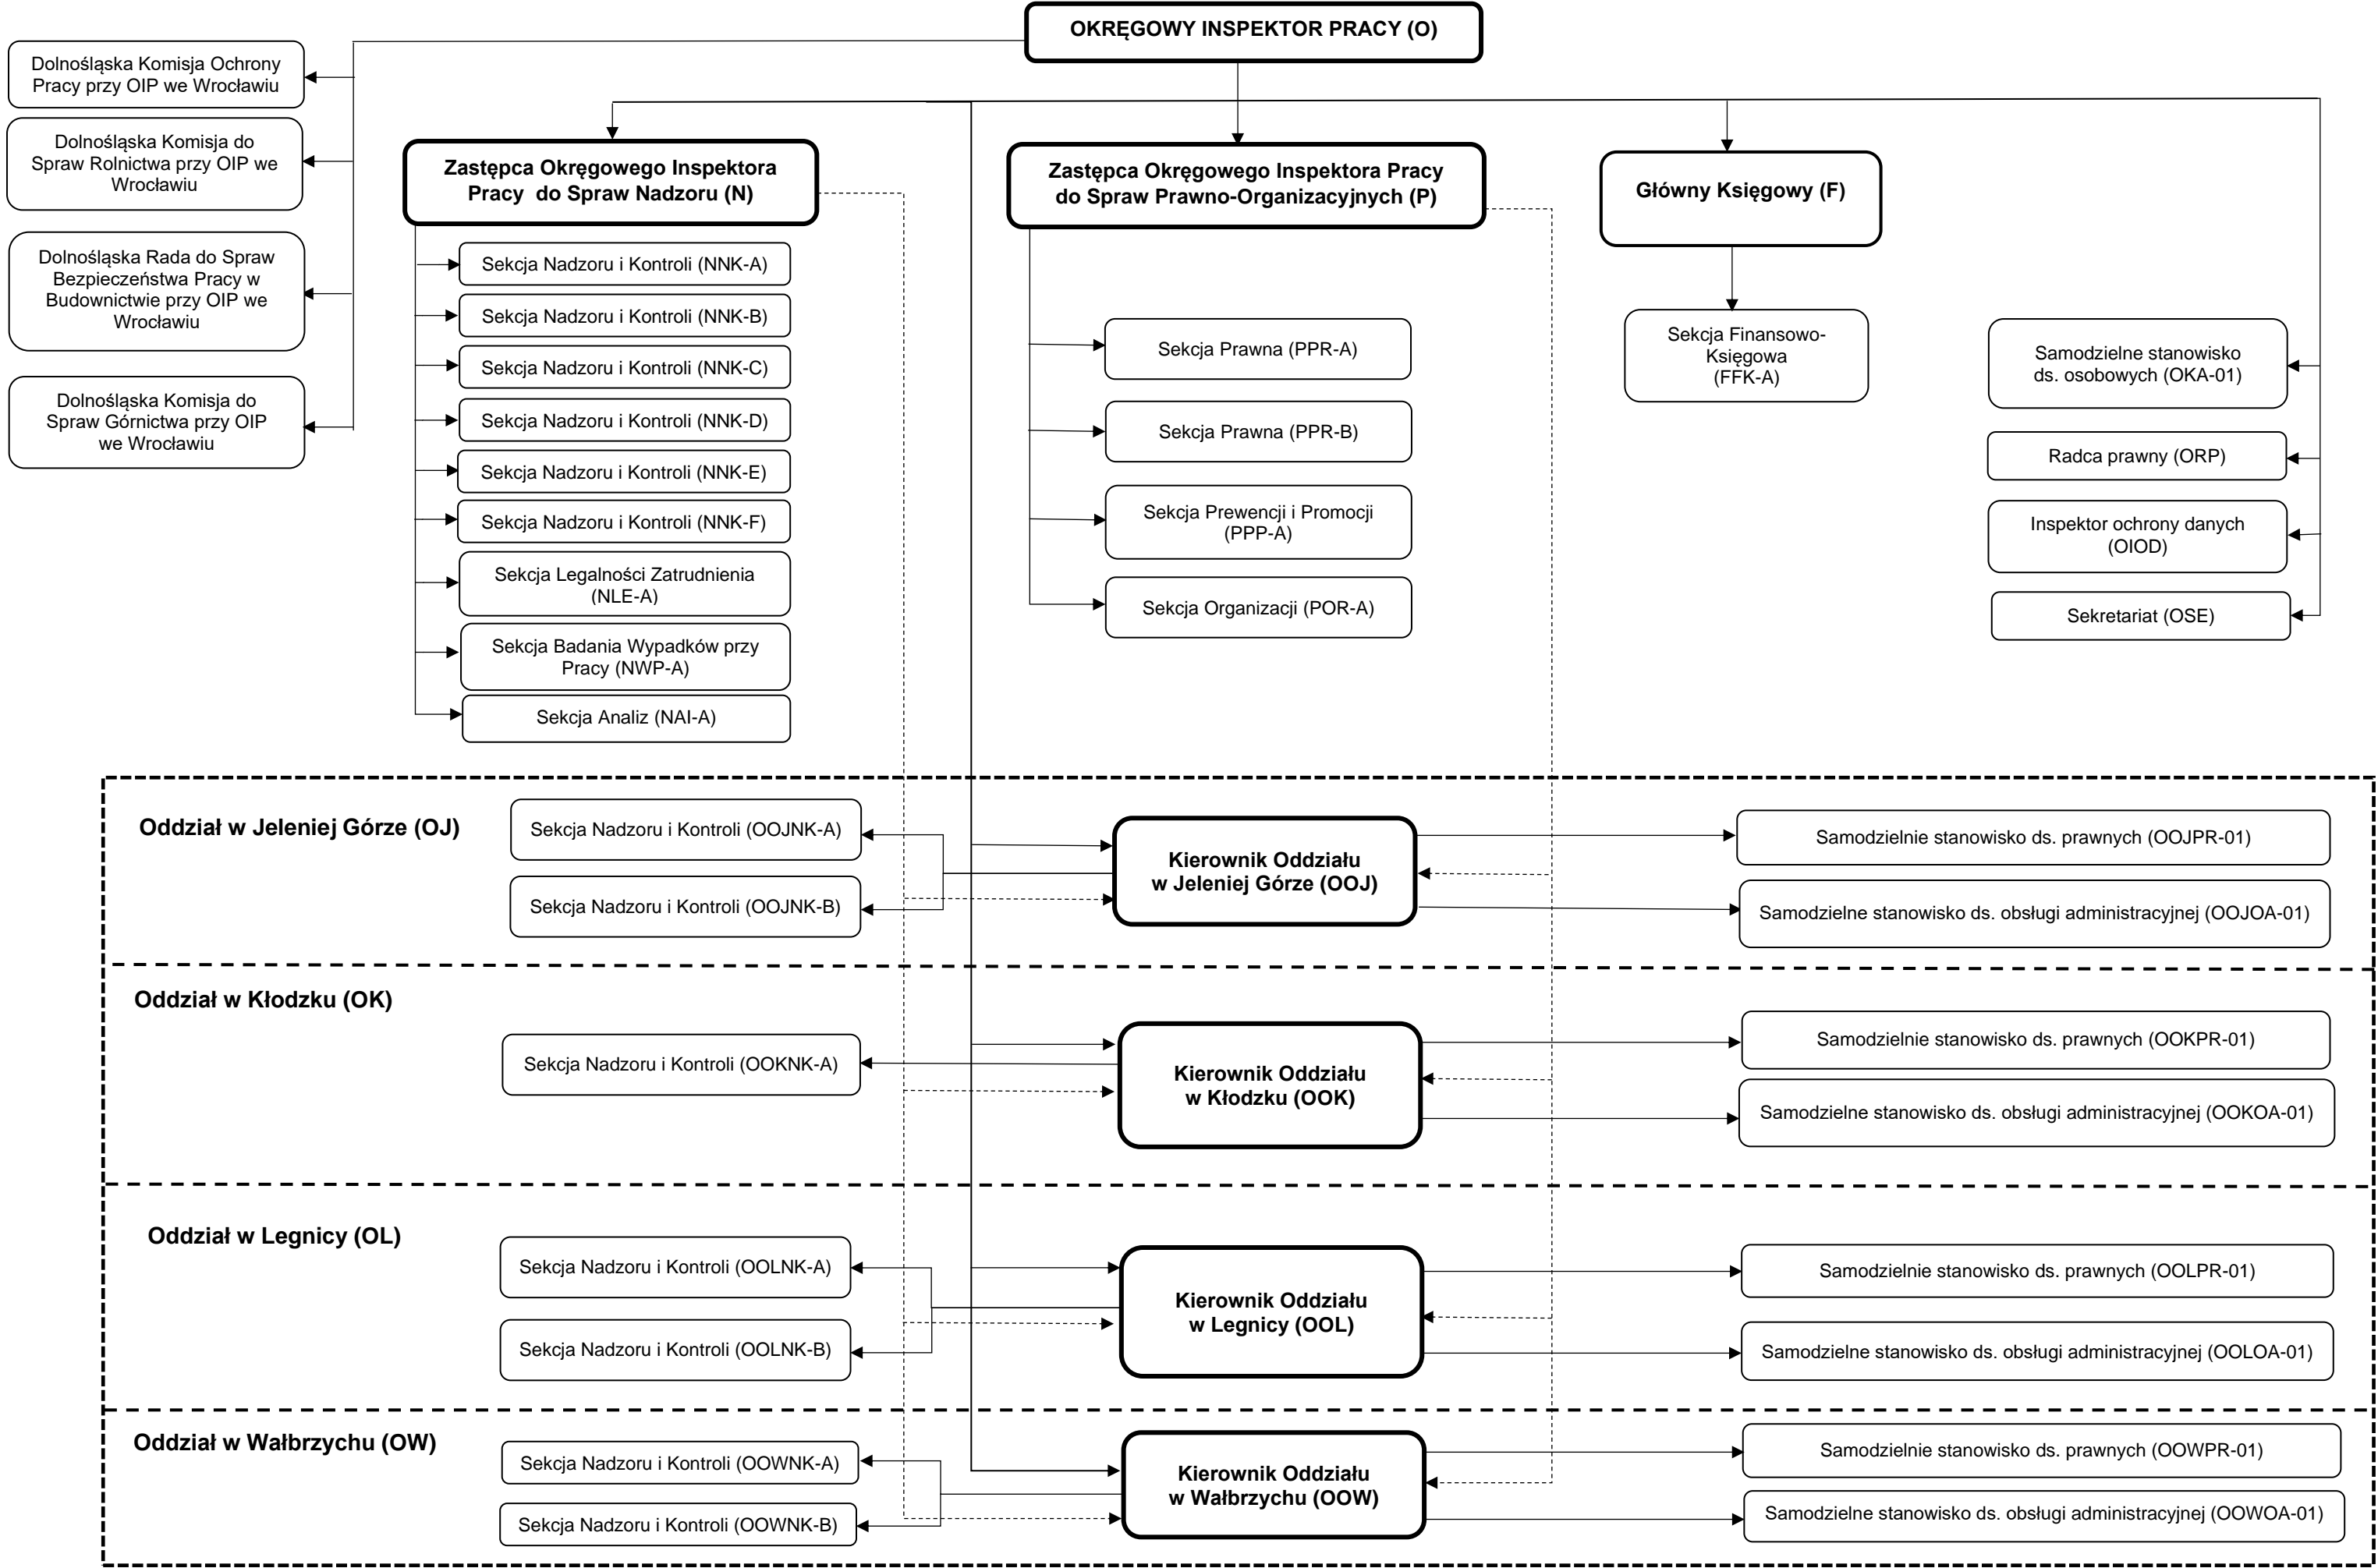 OKRĘGOWY INSPEKTOR PRACY (O)
Dolnośląska Komisja Ochrony
Pracy przy OIP we Wrocławiu
Dolnośląska Komisja do
Spraw Rolnictwa przy OIP we
Wrocławiu
Dolnośląska Rada do Spraw
Bezpieczeństwa Pracy w
Budownictwie przy OIP we
Wrocławiu
Dolnośląska Komisja do
Spraw Górnictwa przy OIP
we Wrocławiu
Zastępca Okręgowego Inspektora
Pracy do Spraw Nadzoru (N)
Sekcja Nadzoru i Kontroli (NNK-A)
Sekcja Nadzoru i Kontroli (NNK-B)
Sekcja Nadzoru i Kontroli (NNK-C)
Sekcja Nadzoru i Kontroli (NNK-D)
Sekcja Nadzoru i Kontroli (NNK-E)
Sekcja Nadzoru i Kontroli (NNK-F)
Sekcja Legalności Zatrudnienia
(NLE-A)
Sekcja Badania Wypadków przy
Pracy (NWP-A)
Sekcja Analiz (NAI-A)
Zastępca Okręgowego Inspektora Pracy
do Spraw Prawno-Organizacyjnych (P)
Sekcja Prawna (PPR-A)
Sekcja Prawna (PPR-B)
Sekcja Prewencji i Promocji
(PPP-A)
Sekcja Organizacji (POR-A)
Główny Księgowy (F)
Sekcja Finansowo-
Księgowa
(FFK-A)
Samodzielne stanowisko
ds. osobowych (OKA-01)
Radca prawny (ORP)
Inspektor ochrony danych
(OIOD)
Sekretariat (OSE)
Oddział w Jeleniej Górze (OJ)
Sekcja Nadzoru i Kontroli (OOJNK-A)
Sekcja Nadzoru i Kontroli (OOJNK-B)
Kierownik Oddziału
w Jeleniej Górze (OOJ)
Samodzielnie stanowisko ds. prawnych (OOJPR-01)
Samodzielne stanowisko ds. obsługi administracyjnej (OOJOA-01)
Oddział w Kłodzku (OK)
Sekcja Nadzoru i Kontroli (OOKNK-A)
Kierownik Oddziału
w Kłodzku (OOK)
Samodzielnie stanowisko ds. prawnych (OOKPR-01)
Samodzielne stanowisko ds. obsługi administracyjnej (OOKOA-01)
Oddział w Legnicy (OL)
Sekcja Nadzoru i Kontroli (OOLNK-A)
Sekcja Nadzoru i Kontroli (OOLNK-B)
Kierownik Oddziału
w Legnicy (OOL)
Samodzielnie stanowisko ds. prawnych (OOLPR-01)
Samodzielne stanowisko ds. obsługi administracyjnej (OOLOA-01)
Oddział w Wałbrzychu (OW)
Sekcja Nadzoru i Kontroli (OOWNK-A)
Sekcja Nadzoru i Kontroli (OOWNK-B)
Kierownik Oddziału
w Wałbrzychu (OOW)
Samodzielnie stanowisko ds. prawnych (OOWPR-01)
Samodzielne stanowisko ds. obsługi administracyjnej (OOWOA-01)